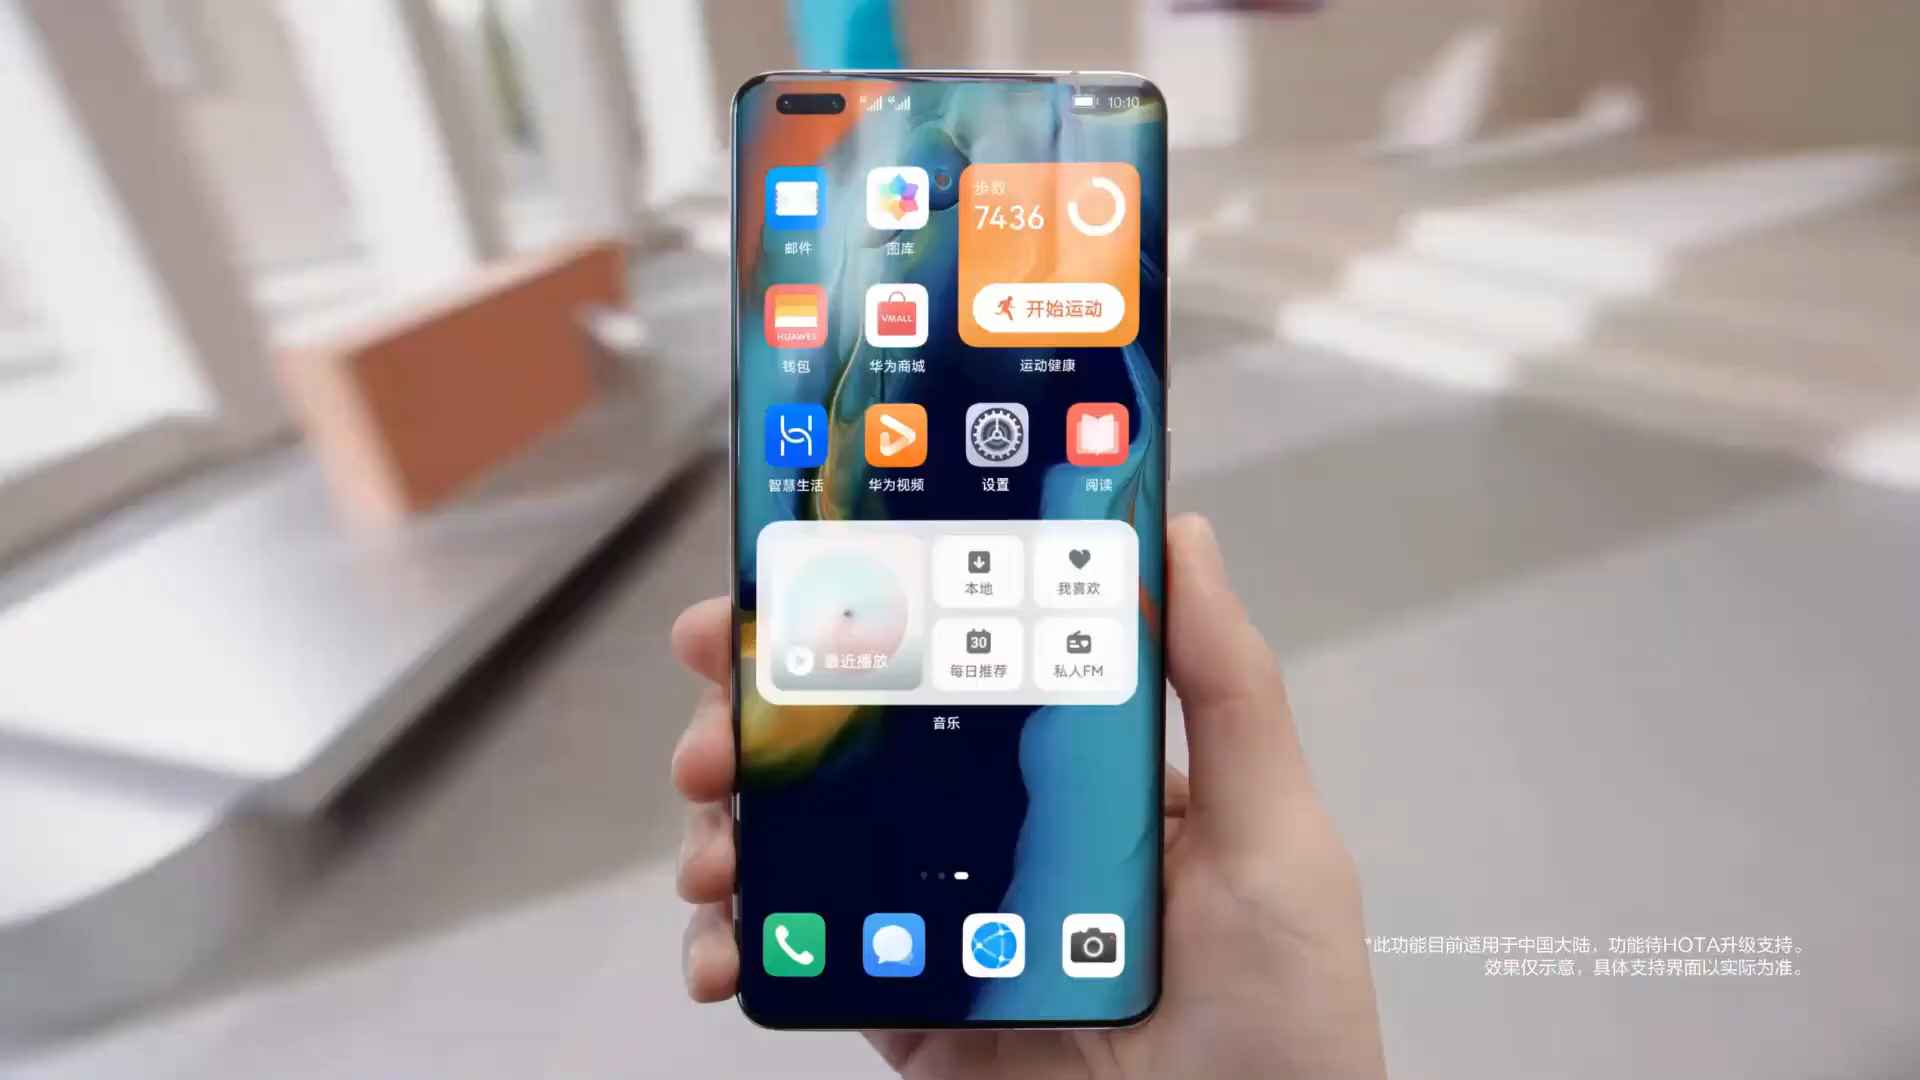 10:10
步数
7436
开始运动
邮件
图库
HUAWEI
VMALL
钱包
华为商城
运动健康
智慧生活
华为视频
设置
阅读
本地
我喜欢
最近播放
30
每日推荐
私人FM
音乐
*此功能目前适用于中国大陆，功能待HOTA升级支持。
效果仅示意，具体支持界面以实际为准。